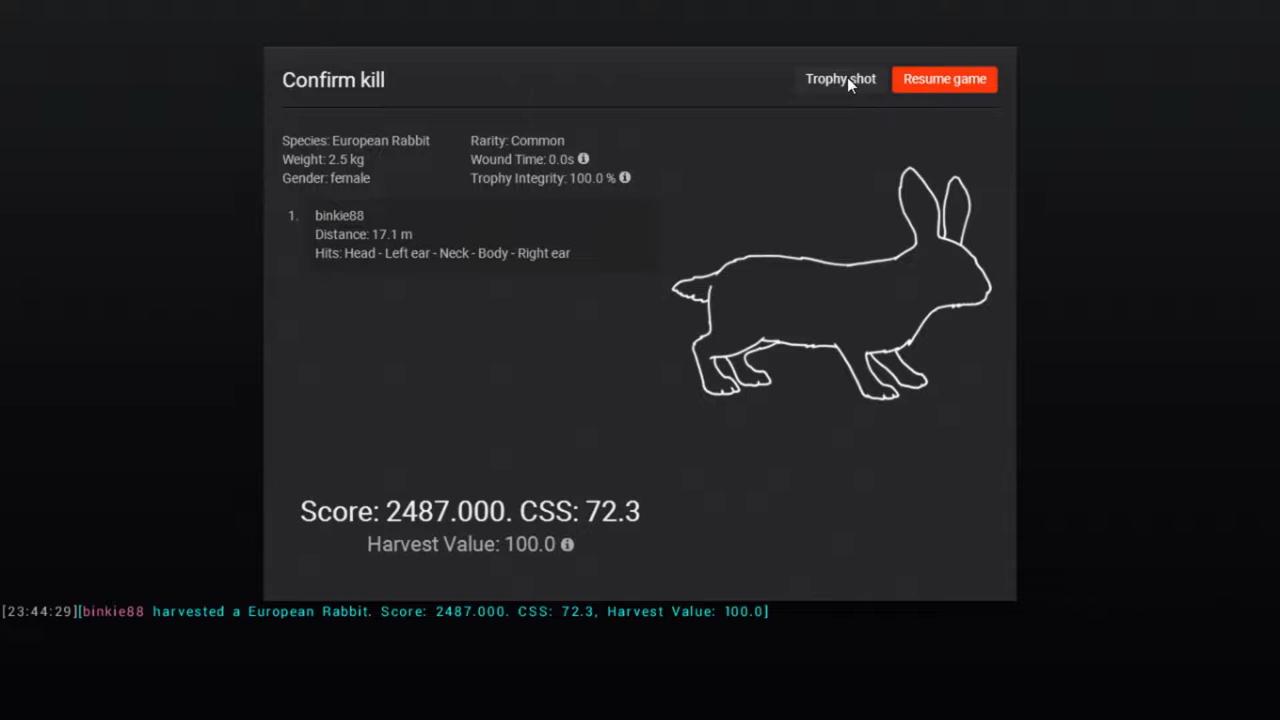 Confirm kill
Trophy shot
Resume game
Species: European Rabbit
Weight: 2.5 kg
Gender: female
Rarity: Common
Wound Time: 0.0s
Trophy Integrity: 100.0 %
1. binkie88
Distance: 17.1 m
Hits: Head - Left ear - Neck - Body - Right ear
Score: 2487.000. CSS: 72.3
Harvest Value: 100.0
[23:44:29][binkie88 harvested a European Rabbit. Score: 2487.000. CSS: 72.3, Harvest Value: 100.0]